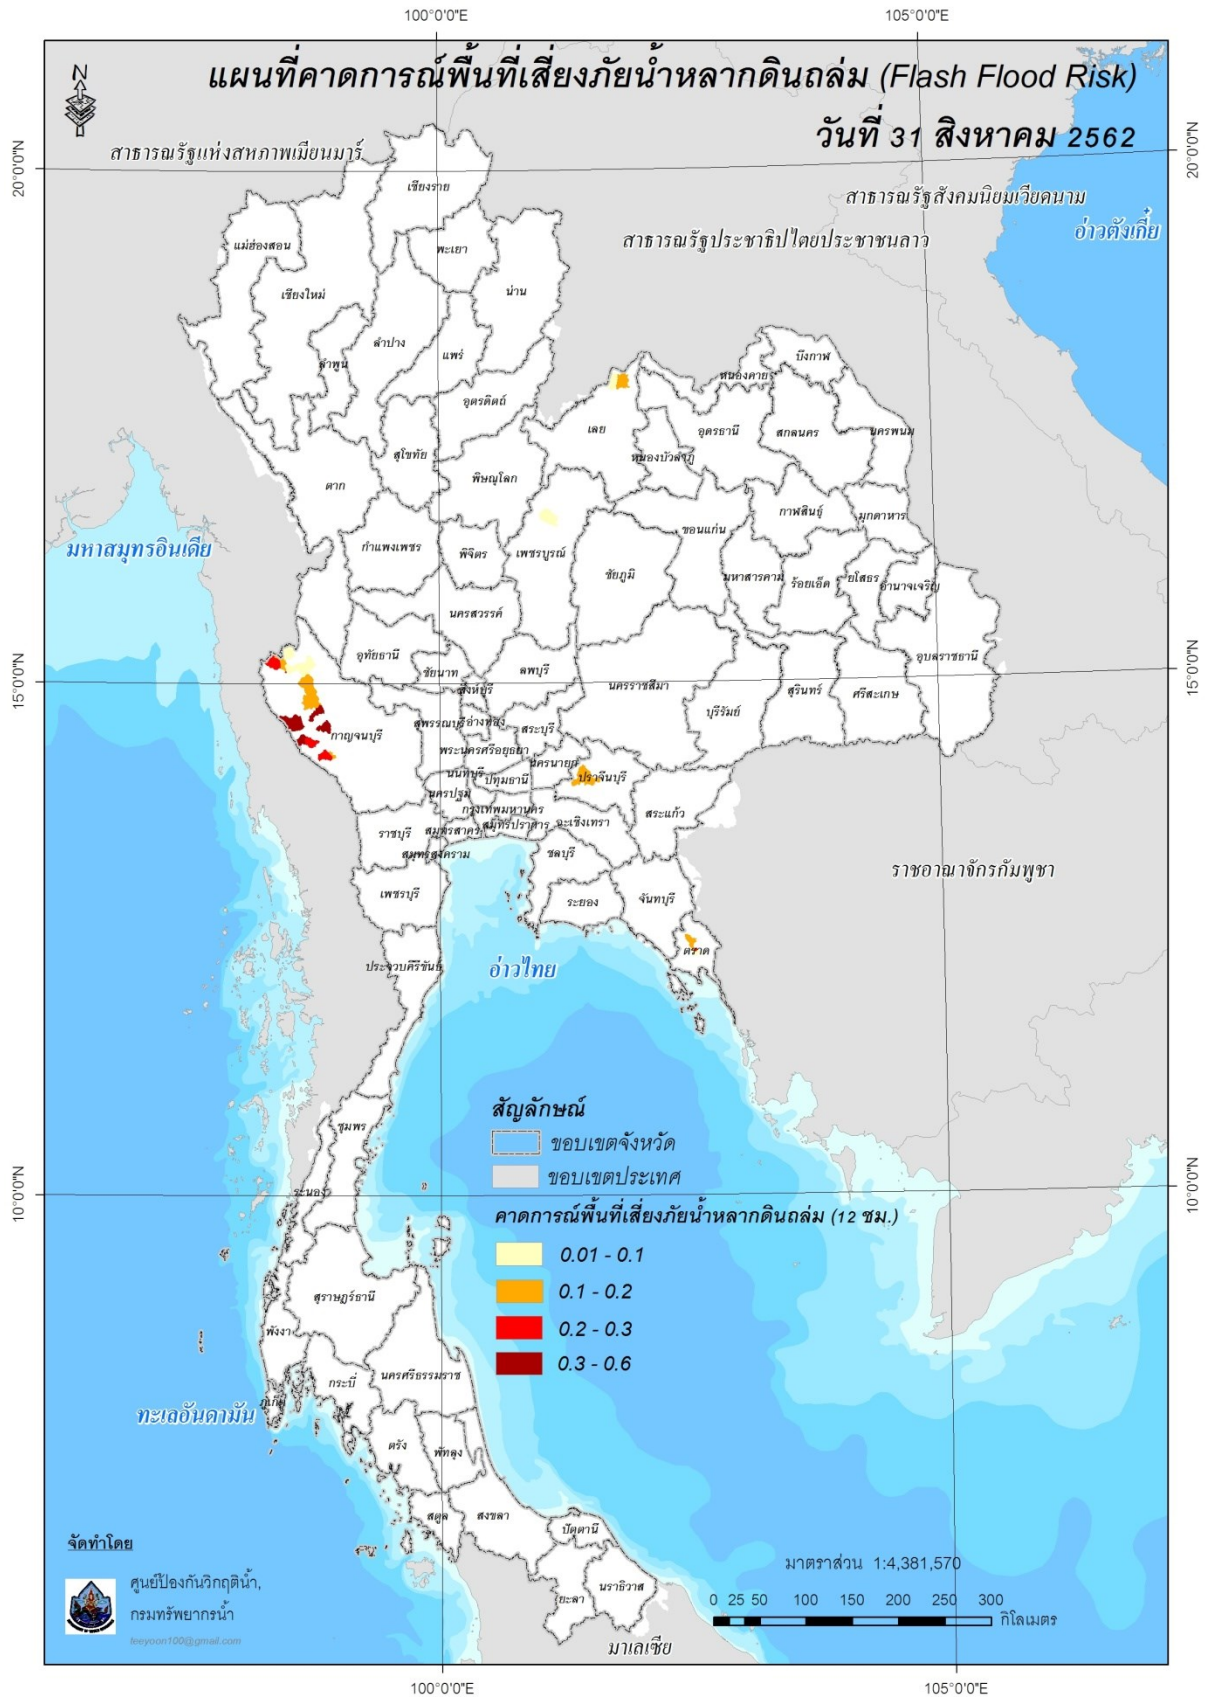 100°0'0"E
105°0'0"E
แผนที่คาดการณ์พื้นที่เสี่ยงภัยน้ำหลากดินถล่ม (Flash Flood Risk)
วันที่ 31 สิงหาคม 2562
N
20°0'0"N
20°0'0"N
สาธารณรัฐแห่งสหภาพเมียนมาร์
สาธารณรัฐสังคมนิยมเวียดนาม
สาธารณรัฐประชาธิปไตยประชาชนลาว
อ่าวตังเกี๋ย
เชียงราย
แม่ฮ่องสอน
พะเยา
เชียงใหม่
น่าน
ลำปาง
แพร่
ลำพูน
บึงกาฬ
หนองคาย
อุตรดิตถ์
เลย
อุดรธานี
สกลนคร
นครพนม
สุโขทัย
หนองบัวลำภู
ตาก
พิษณุโลก
กาฬสินธุ์
มุกดาหาร
ขอนแก่น
มหาสมุทรอินเดีย
กำแพงเพชร
พิจิตร
เพชรบูรณ์
ชัยภูมิ
มหาสารคาม
ร้อยเอ็ด
ยโสธร
อำนาจเจริญ
นครสวรรค์
อุทัยธานี
ชัยนาท
ลพบุรี
อุบลราชธานี
15°0'0"N
15°0'0"N
สิงห์บุรี
นครราชสีมา
สุรินทร์
ศรีสะเกษ
บุรีรัมย์
กาญจนบุรี
สุพรรณบุรี
อ่างทอง
สระบุรี
พระนครศรีอยุธยา
นครนายก
นนทบุรี
ปทุมธานี
ปราจีนบุรี
นครปฐม
กรุงเทพมหานคร
สระแก้ว
ราชบุรี
สมุทรสาคร
สมุทรปราการ
ฉะเชิงเทรา
สมุทรสงคราม
ชลบุรี
ราชอาณาจักรกัมพูชา
เพชรบุรี
ระยอง
จันทบุรี
ตราด
ประจวบคีรีขันธ์
อ่าวไทย
สัญลักษณ์
ขอบเขตจังหวัด
ขอบเขตประเทศ
คาดการณ์พื้นที่เสี่ยงภัยน้ำหลากดินถล่ม (12 ชม.)
0.01 - 0.1
0.1 - 0.2
0.2 - 0.3
0.3 - 0.6
ชุมพร
ระนอง
10°0'0"N
10°0'0"N
สุราษฎร์ธานี
พังงา
กระบี่
นครศรีธรรมราช
ภูเก็ต
ทะเลอันดามัน
ตรัง
พัทลุง
สตูล
สงขลา
ปัตตานี
นราธิวาส
ยะลา
มาเลเซีย
จัดทำโดย
ศูนย์ป้องกันวิกฤติน้ำ,
กรมทรัพยากรน้ำ
teeyoon100@gmail.com
มาตราส่วน 1:4,381,570
0 25 50 100 150 200 250 300
กิโลเมตร
100°0'0"E
105°0'0"E